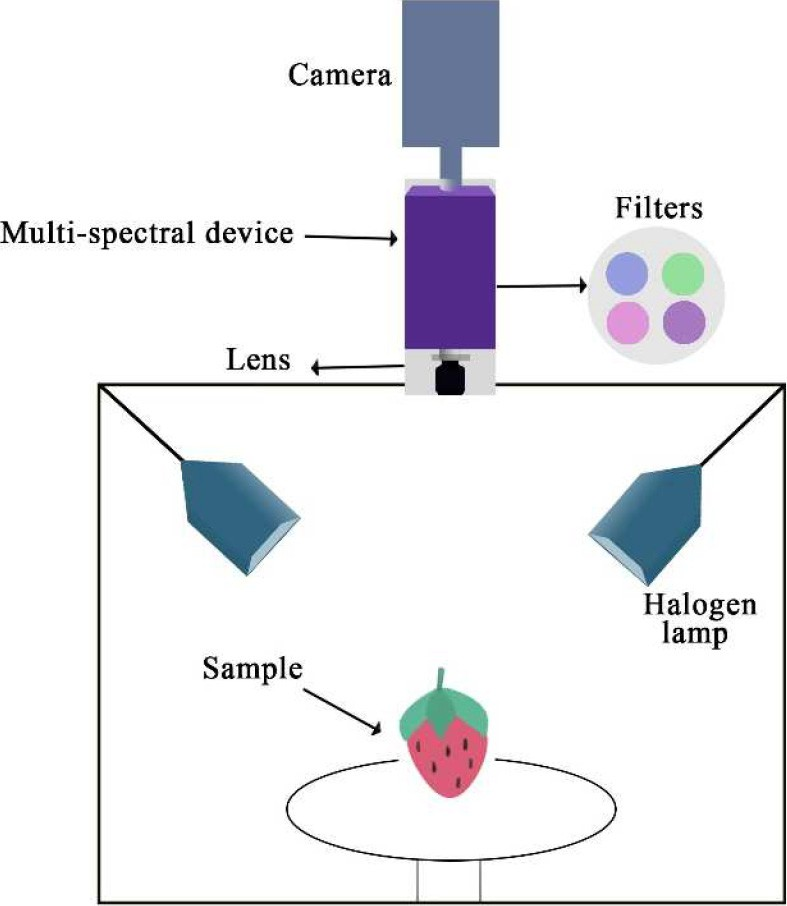 Camera
Filters
Multi-spectral device
Lens
Halogen
lamp
Sample